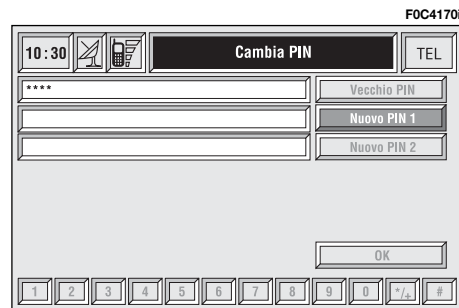 F0C4170i
10:30 Cambia PIN TEL
**** Vecchio PIN
Nuovo PIN 1
Nuovo PIN 2
OK
1 2 3 4 5 6 7 8 9 0 */+ #